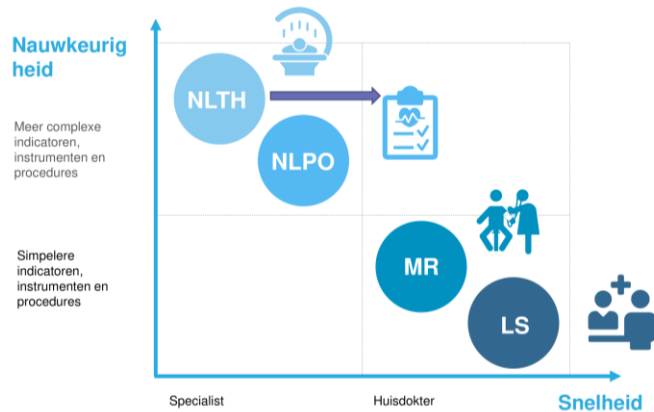 Nauwkeurig
heid
NLTH
Meer complexe
indicatoren,
instrumenten en
procedures
NLPO
Simpelere
indicatoren,
instrumenten en
procedures
MR
LS
Specialist
Huisdokter
Snelheid